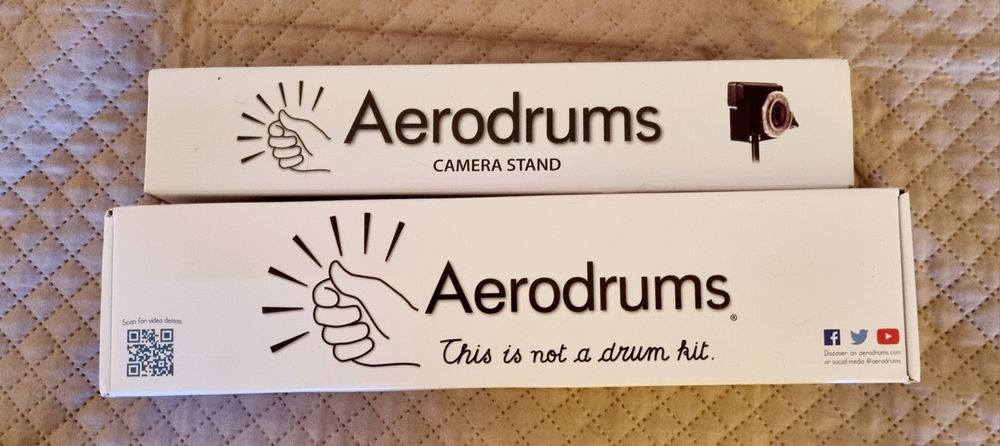 Aerodrums
CAMERA STAND
Aerodrums®
This is not a drum kit.
Scan for video demos
Discover on aerodrums.com
or social media @aerodrums